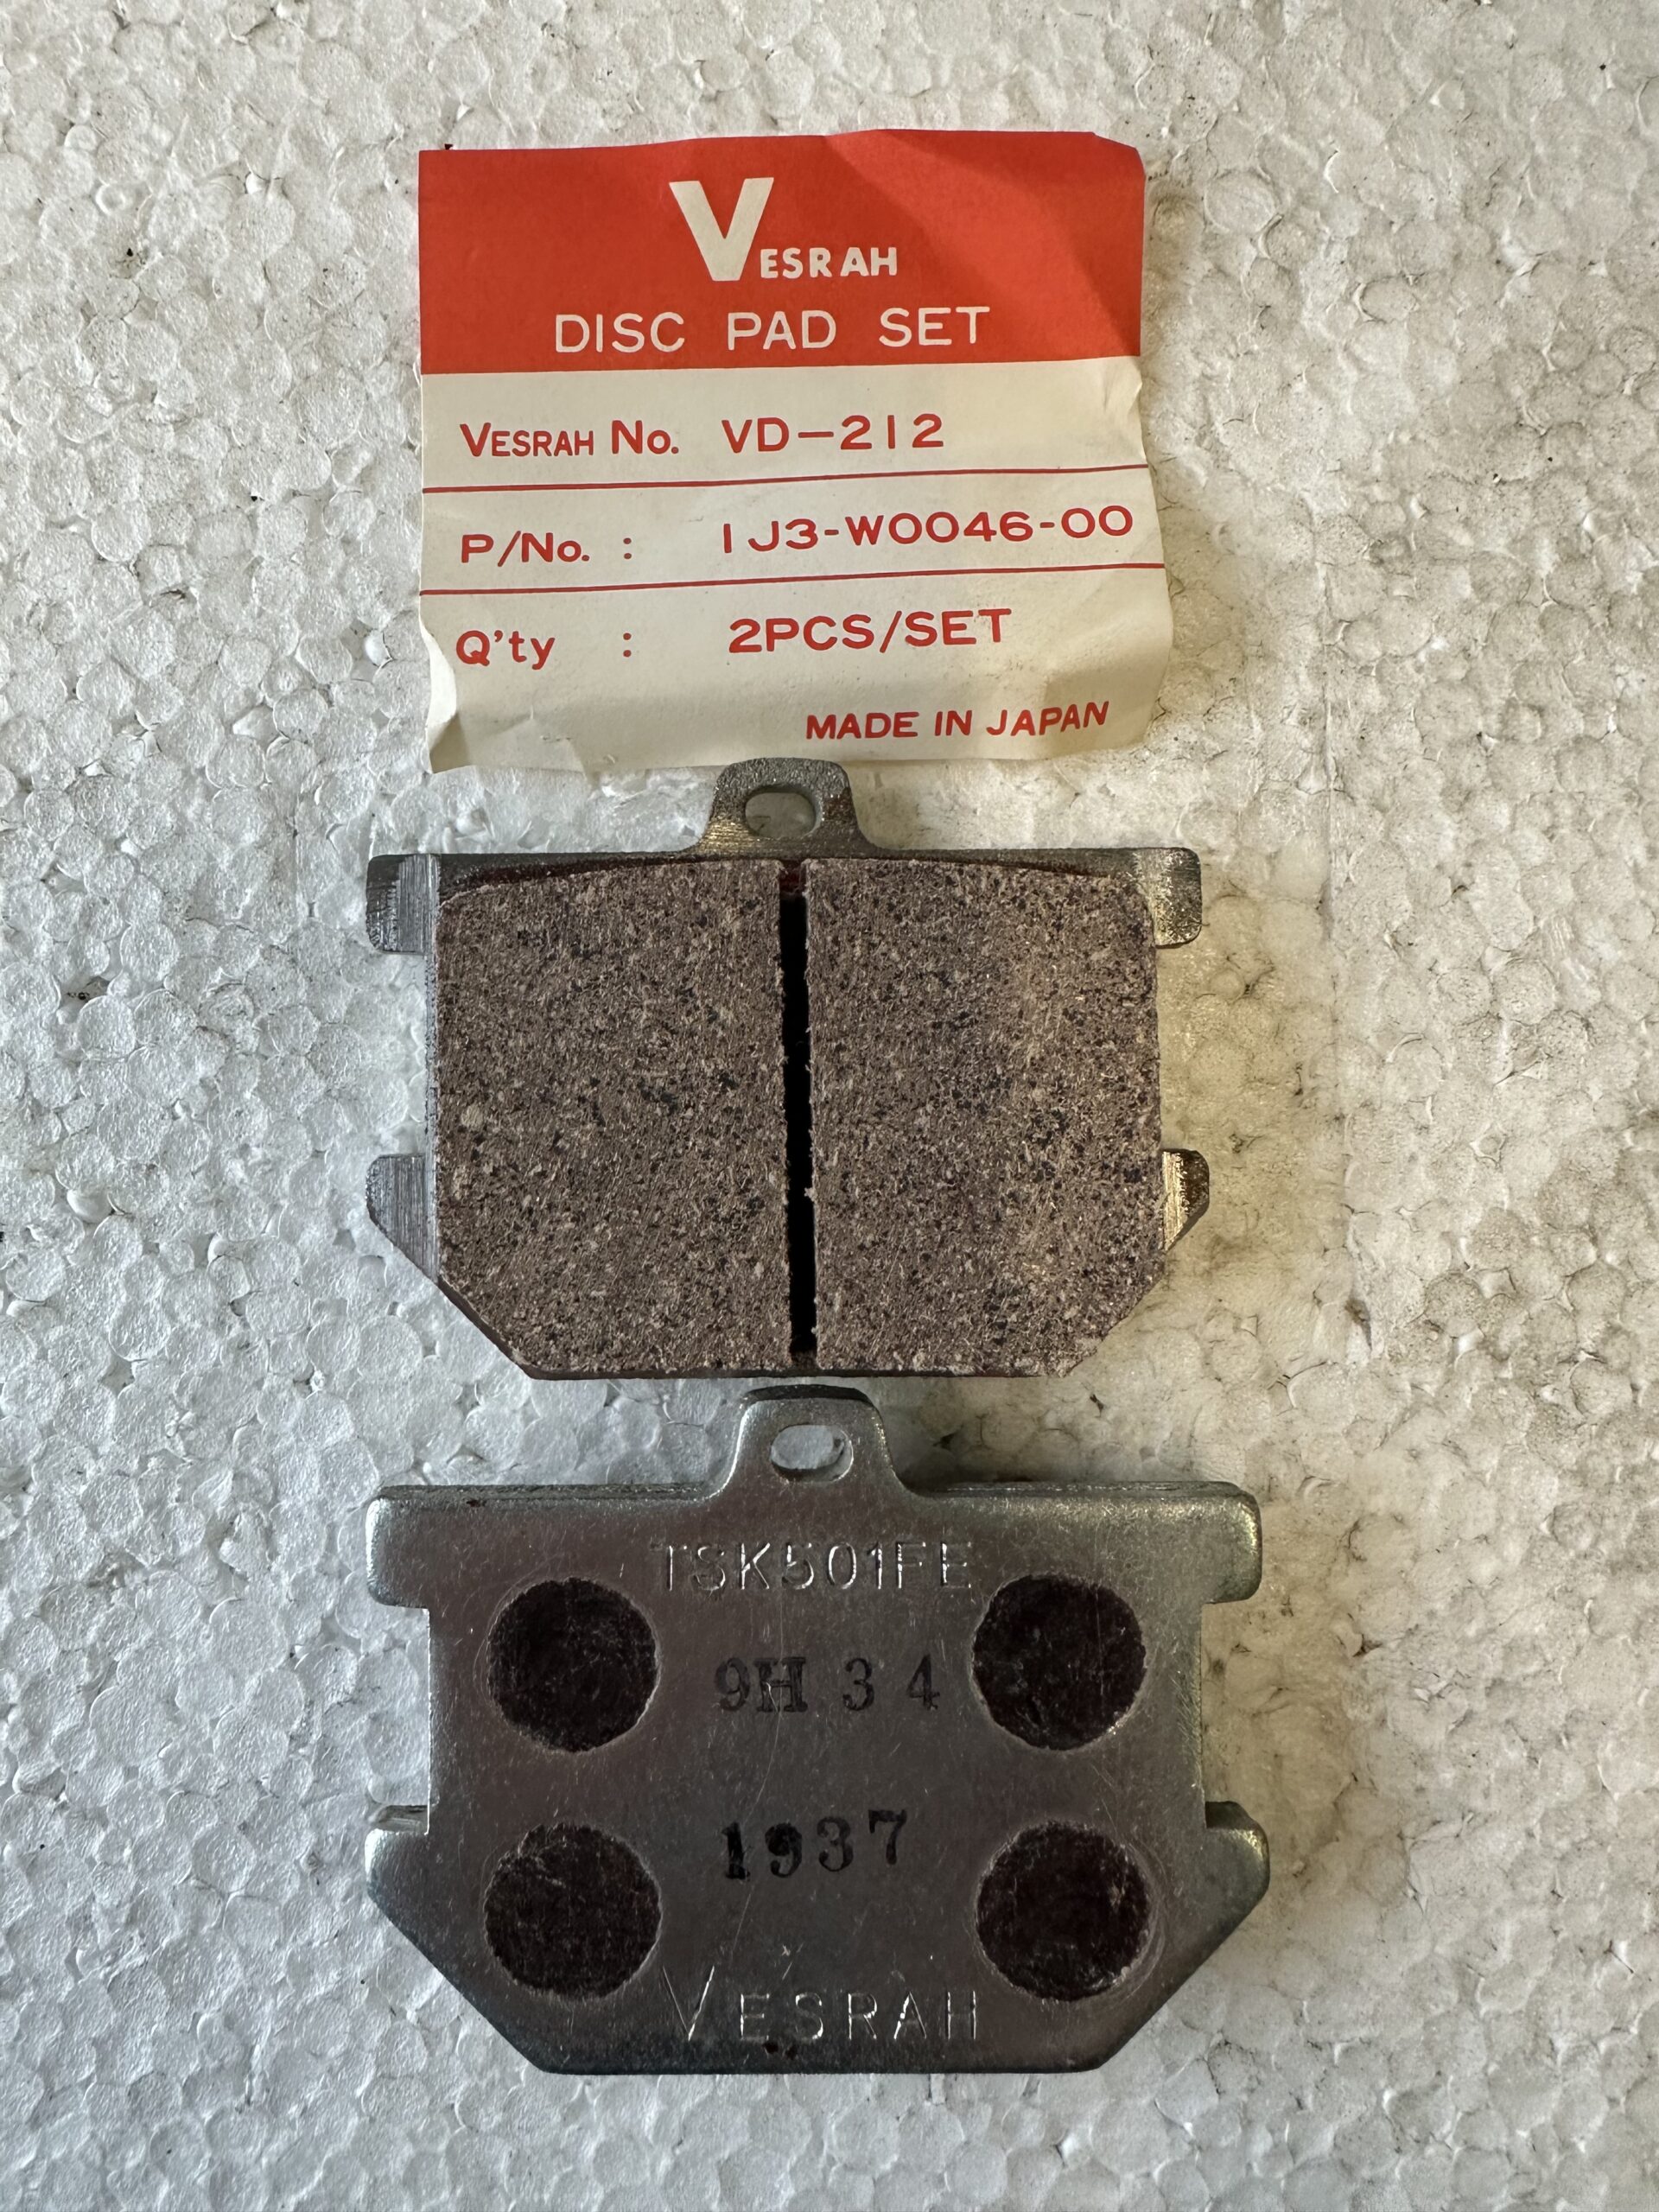 VESRAH
DISC PAD SET
VESRAH No. VD-212
P/No. : 1J3-W0046-00
Q'ty : 2PCS/SET
MADE IN JAPAN
TSK501FE
9H 3 4
1937
VESRAH